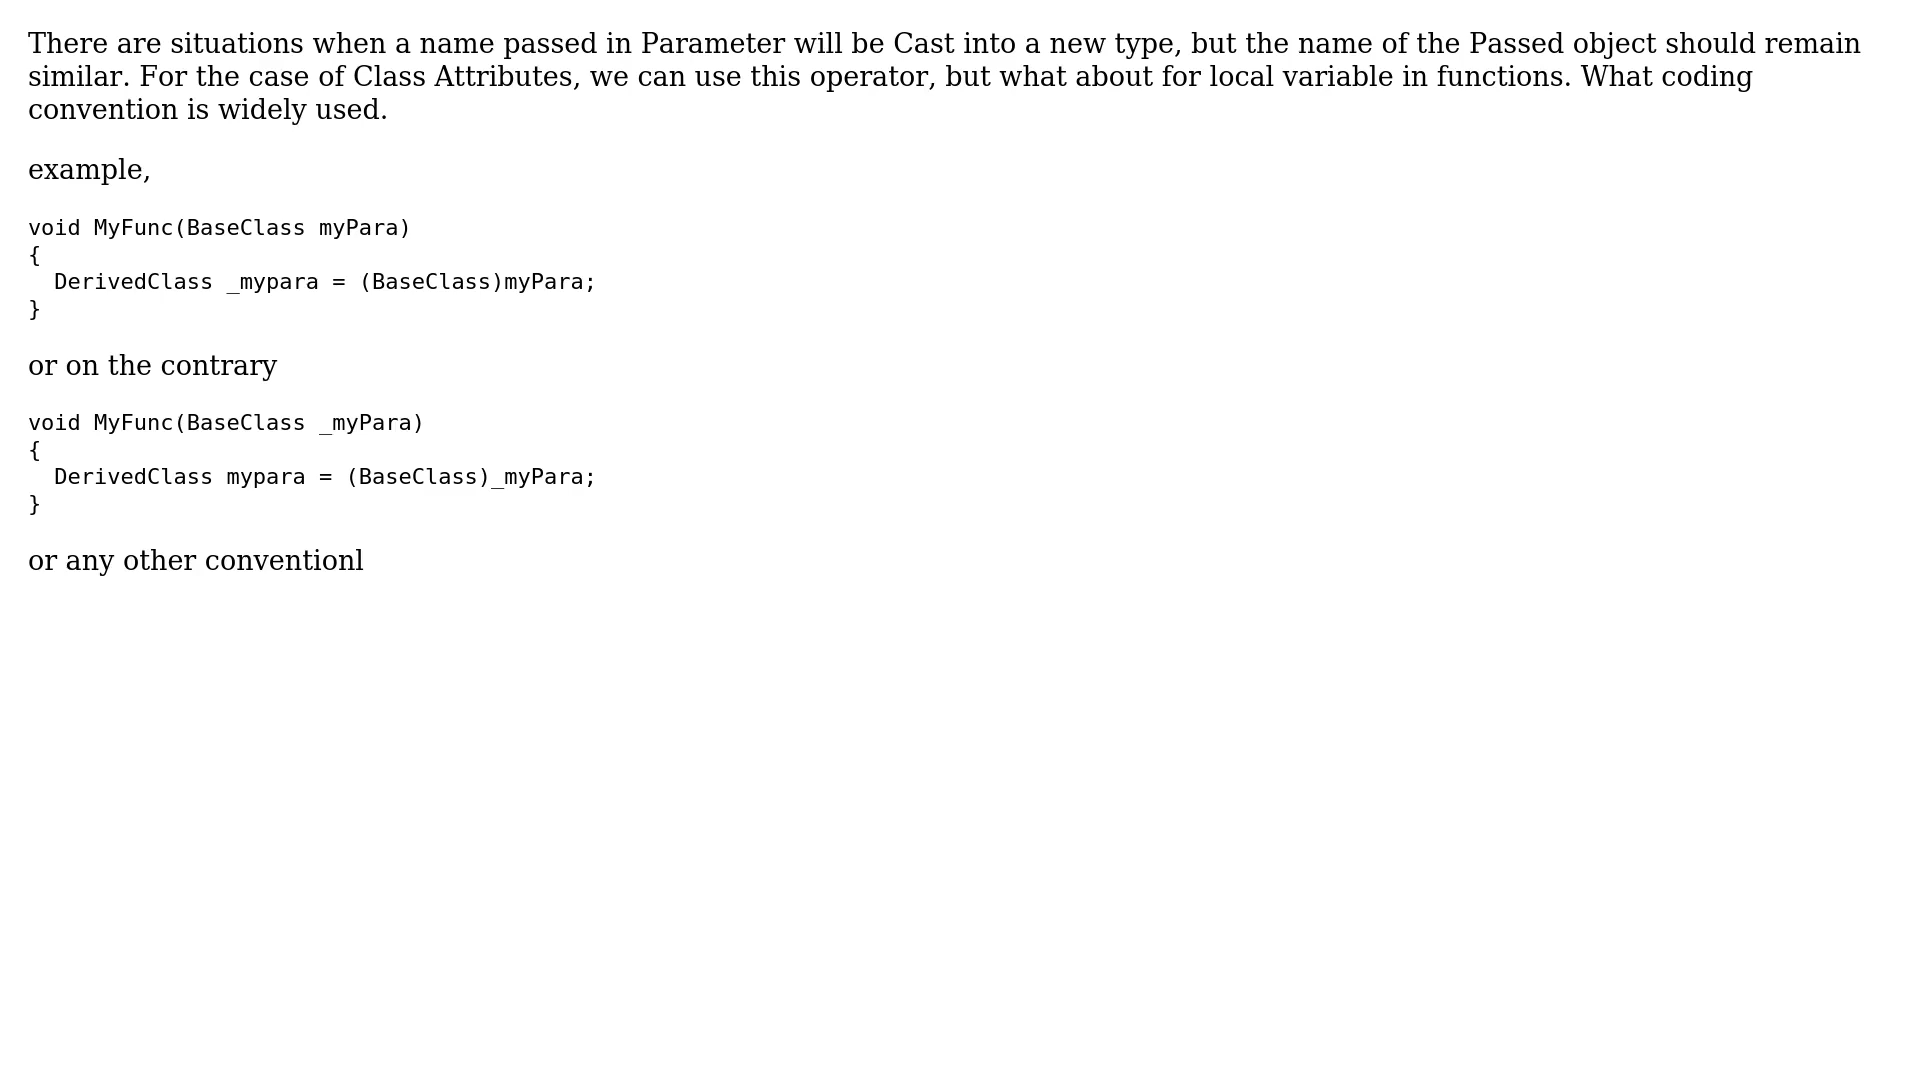 There are situations when a name passed in Parameter will be Cast into a new type, but the name of the Passed object should remain
similar. For the case of Class Attributes, we can use this operator, but what about for local variable in functions. What coding
convention is widely used.
example,
void MyFunc(BaseClass myPara)
{
  DerivedClass _mypara = (BaseClass)myPara;
}
or on the contrary
void MyFunc(BaseClass _myPara)
{
  DerivedClass mypara = (BaseClass)_myPara;
}
or any other conventionl